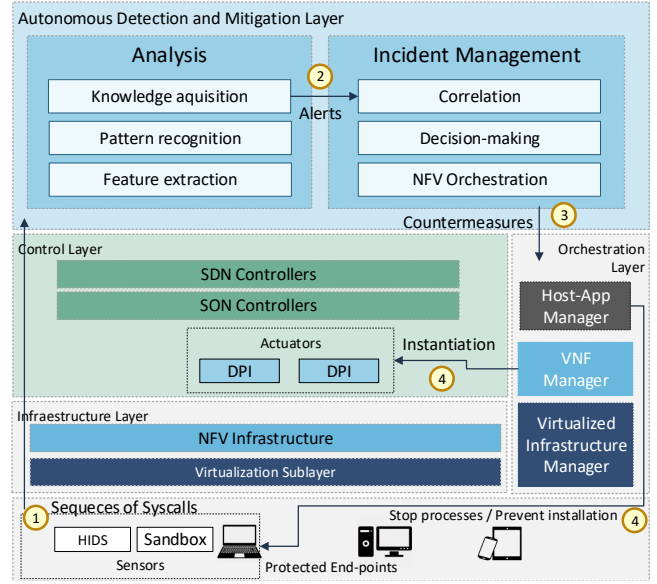 Autonomous Detection and Mitigation Layer
Analysis
Knowledge aquisition
Pattern recognition
Feature extraction
2
Alerts
Incident Management
Correlation
Decision-making
NFV Orchestration
Countermeasures
3
Control Layer
SDN Controllers
SON Controllers
Actuators
DPI
DPI
Instantiation
4
Orchestration
Layer
Host-App
Manager
VNF
Manager
Virtualized
Infrastructure
Manager
Infraestructure Layer
NFV Infrastructure
Virtualization Sublayer
1
Sequeces of Syscalls
HIDS
Sandbox
Sensors
Stop processes / Prevent installation
4
Protected End-points